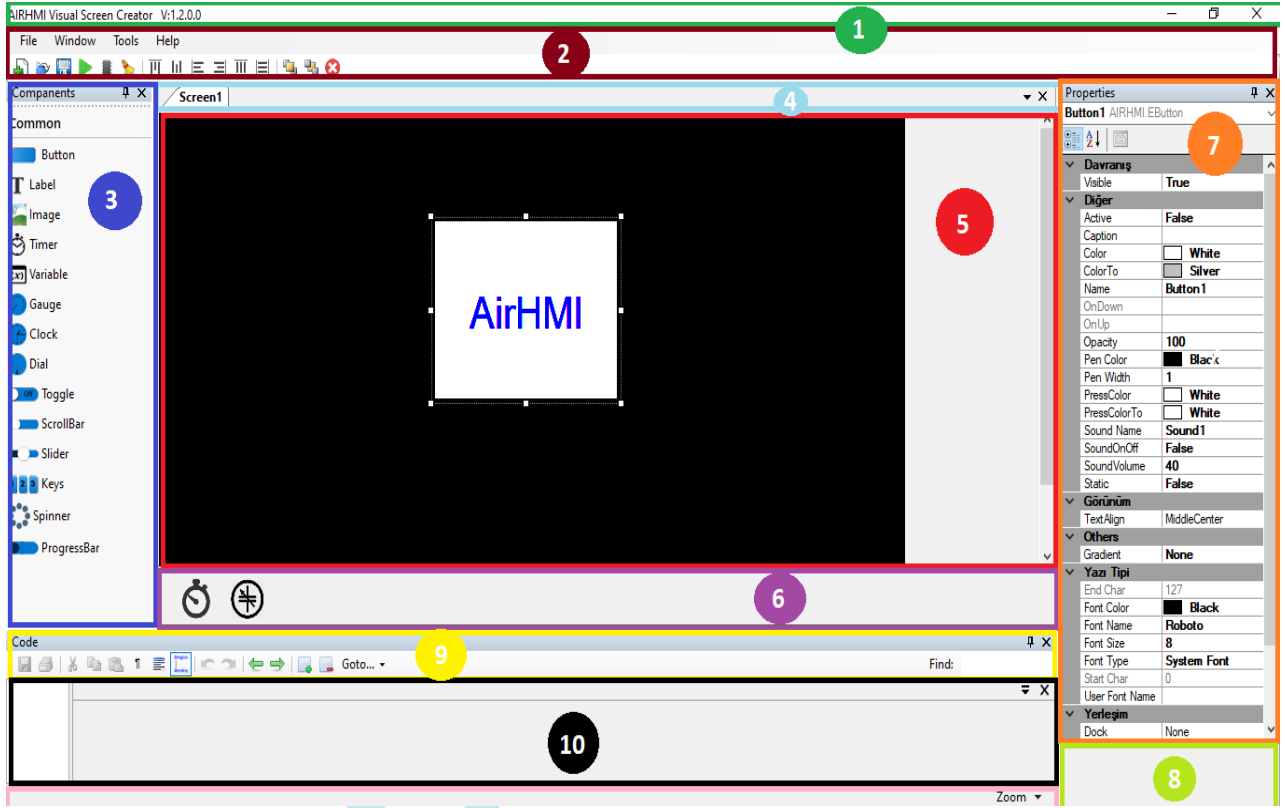 AIRHMI Visual Screen Creator V:1.2.0.0
1
File Window Tools Help
2
Companents
Common
Button
Label
Image
Timer
(x) Variable
Gauge
Clock
Dial
Off Toggle
ScrollBar
Slider
1 2 3 Keys
Spinner
ProgressBar
3
Screen1
4
AirHMI
5
6
Properties
Button1 AIRHMI.EButton
7
Davranış
Visible True
Diğer
Active False
Caption
Color White
ColorTo Silver
Name Button1
OnDown
OnUp
Opacity 100
Pen Color Black
Pen Width 1
PressColor White
PressColorTo White
Sound Name Sound1
SoundOnOff False
SoundVolume 40
Static False
Görünüm
TextAlign MiddleCenter
Others
Gradient None
Yazı Tipi
End Char 127
Font Color Black
Font Name Roboto
Font Size 8
Font Type System Font
Start Char 0
User Font Name
Yerleşim
Dock None
8
Code
9
Goto... Find:
10
Zoom